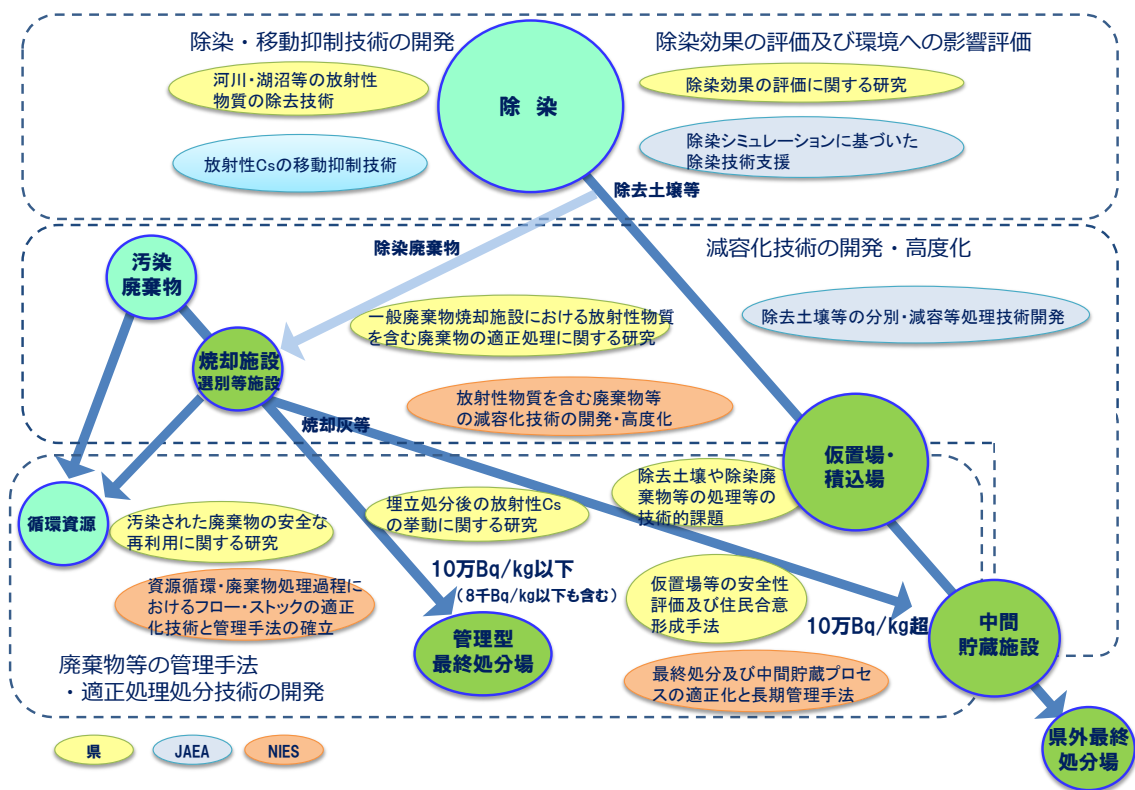 除染・移動抑制技術の開発
除染効果の評価及び環境への影響評価
河川・湖沼等の放射性
物質の除去技術
除 染
除染効果の評価に関する研究
放射性Csの移動抑制技術
除染シミュレーションに基づいた
除染技術支援
除去土壌等
除染廃棄物
減容化技術の開発・高度化
汚染
廃棄物
一般廃棄物焼却施設における放射性物質
を含む廃棄物の適正処理に関する研究
除去土壌等の分別・減容等処理技術開発
焼却施設
選別等施設
放射性物質を含む廃棄物等
の減容化技術の開発・高度化
焼却灰等
仮置場・
積込場
循環資源
汚染された廃棄物の安全な
再利用に関する研究
埋立処分後の放射性Cs
の挙動に関する研究
除去土壌や除染廃
棄物等の処理等の
技術的課題
資源循環・廃棄物処理過程に
おけるフロー・ストックの適正
化技術と管理手法の確立
10万Bq/kg以下
（8千Bq/kg以下も含む）
仮置場等の安全性
評価及び住民合意
形成手法
10万Bq/kg超
管理型
最終処分場
中間
貯蔵施設
廃棄物等の管理手法
・適正処理処分技術の開発
最終処分及び中間貯蔵プロセ
スの適正化と長期管理手法
県外最終
処分場
県
JAEA
NIES